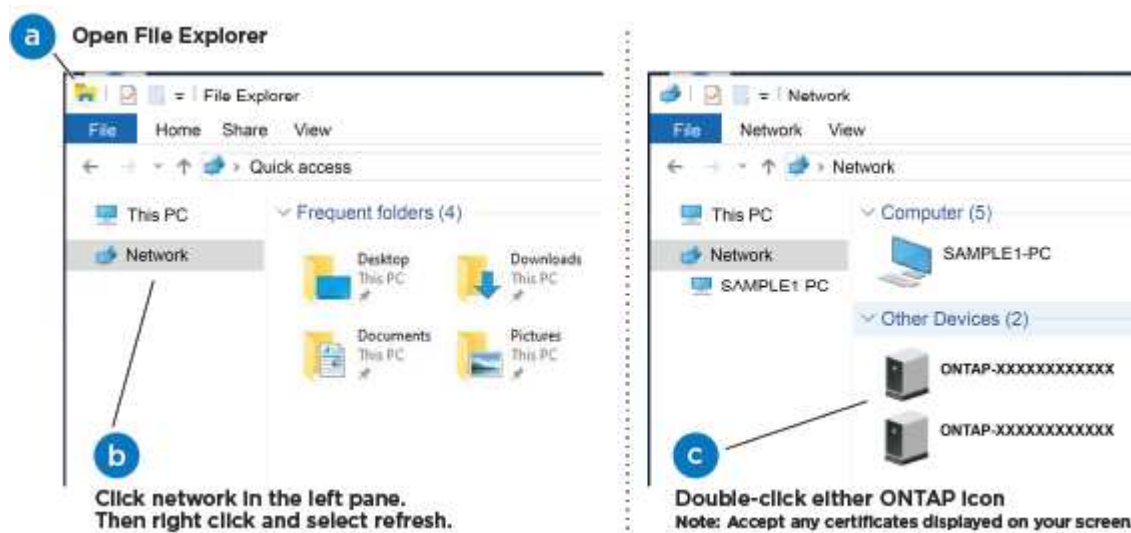 a
Open File Explorer
File Explorer
File Home Share View
Quick access
This PC
Frequent folders (4)
Network
Desktop
This PC
Downloads
This PC
Documents
This PC
Pictures
This PC
b
Click network in the left pane.
Then right click and select refresh.
Network
File Network View
Network
This PC
Computer (5)
Network
SAMPLE1-PC
SAMPLE1 PC
Other Devices (2)
ONTAP-XXXXXXXXXXXX
ONTAP-XXXXXXXXXXXX
c
Double-click either ONTAP icon
Note: Accept any certificates displayed on your screen